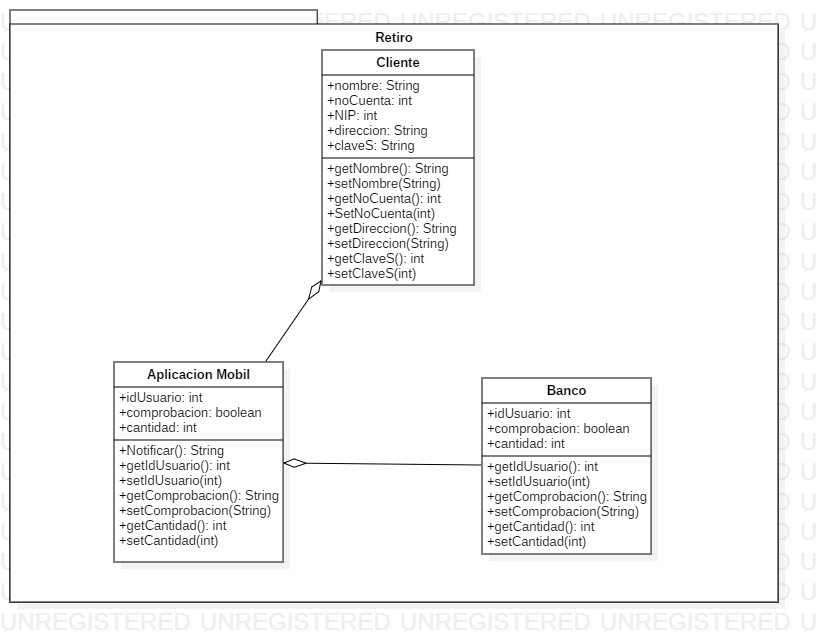 Retiro
Cliente
+nombre: String
+noCuenta: int
+NIP: int
+direccion: String
+claveS: String
+getNombre(): String
+setNombre(String)
+getNoCuenta(): int
+SetNoCuenta(int)
+getDireccion(): String
+setDireccion(String)
+getClaveS(): int
+setClaveS(int)
Aplicacion Mobil
+idUsuario: int
+comprobacion: boolean
+cantidad: int
+Notificar(): String
+getIdUsuario(): int
+setIdUsuario(int)
+getComprobacion(): String
+setComprobacion(String)
+getCantidad(): int
+setCantidad(int)
Banco
+idUsuario: int
+comprobacion: boolean
+cantidad: int
+getIdUsuario(): int
+setIdUsuario(int)
+getComprobacion(): String
+setComprobacion(String)
+getCantidad(): int
+setCantidad(int)
UNREGISTERED UNREGISTERED UNREGISTERED UNREGISTERED U